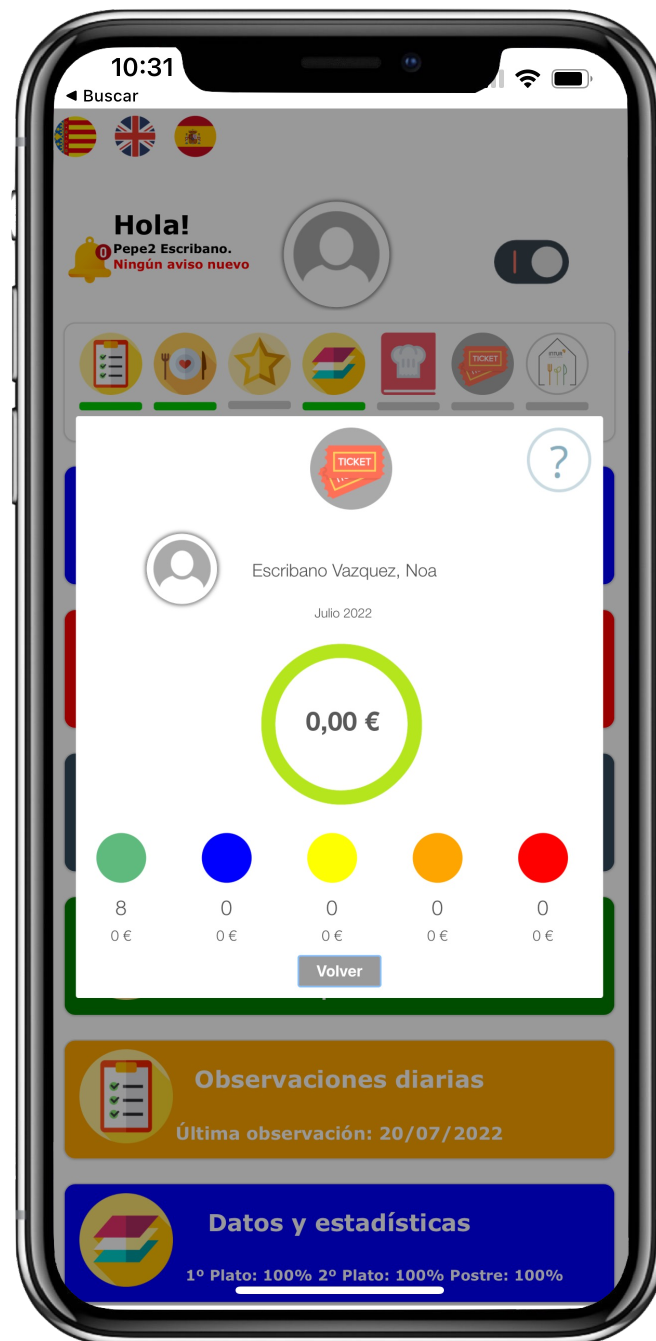 10:31
◀ Buscar
Hola!
0
Pepe2 Escribano.
Ningún aviso nuevo
TICKET
TICKET
?
Escribano Vazquez, Noa
Julio 2022
0,00 €
8 0 0 0 0
0 € 0 € 0 € 0 € 0 €
Volver
Observaciones diarias
Última observación: 20/07/2022
Datos y estadísticas
1º Plato: 100% 2º Plato: 100% Postre: 100%